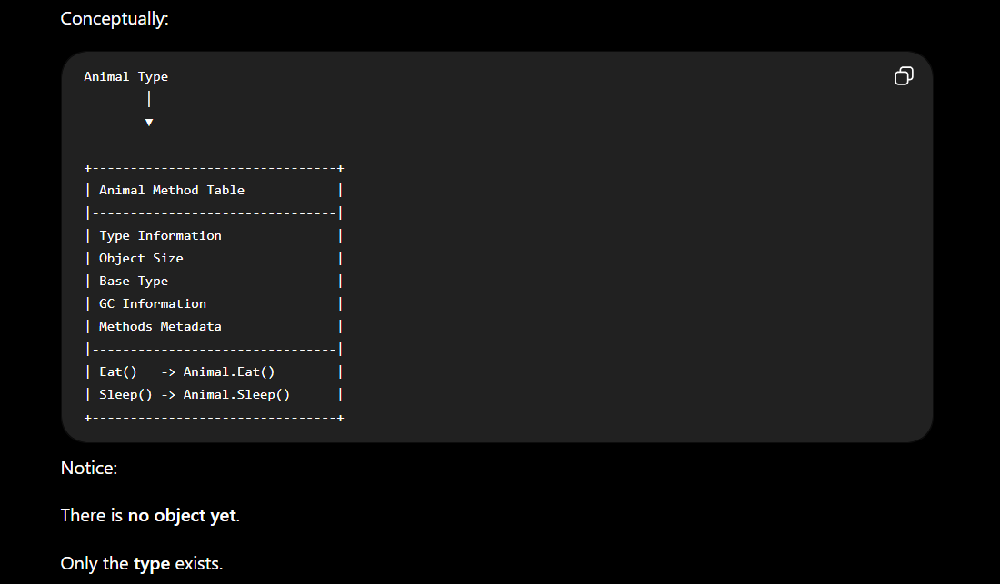 Conceptually:
Animal Type
        |
        ▼
+--------------------------------+
| Animal Method Table            |
|--------------------------------|
| Type Information               |
| Object Size                    |
| Base Type                      |
| GC Information                 |
| Methods Metadata               |
|--------------------------------|
| Eat()   -> Animal.Eat()        |
| Sleep() -> Animal.Sleep()      |
+--------------------------------+
Notice:
There is no object yet.
Only the type exists.